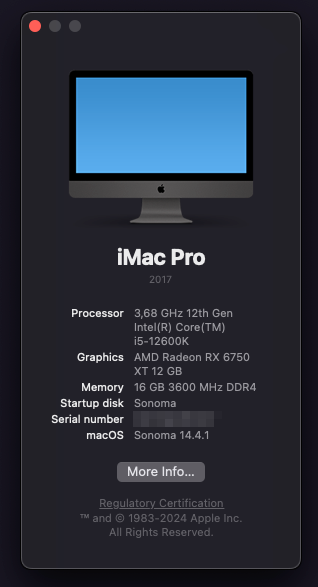 iMac Pro
2017
Processor 3,68 GHz 12th Gen
Intel(R) Core(TM)
i5-12600K
Graphics AMD Radeon RX 6750
XT 12 GB
Memory 16 GB 3600 MHz DDR4
Startup disk Sonoma
Serial number
macOS Sonoma 14.4.1
More Info...
Regulatory Certification
™ and © 1983-2024 Apple Inc.
All Rights Reserved.